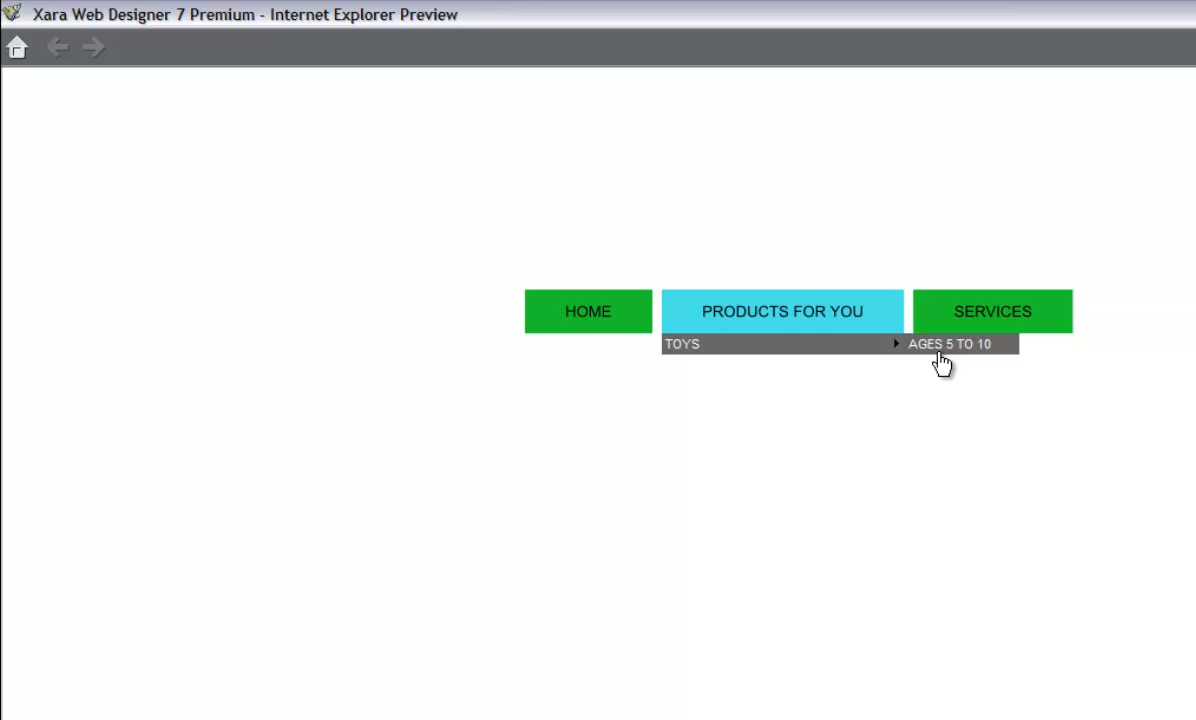 Xara Web Designer 7 Premium - Internet Explorer Preview
HOME PRODUCTS FOR YOU SERVICES
TOYS AGES 5 TO 10